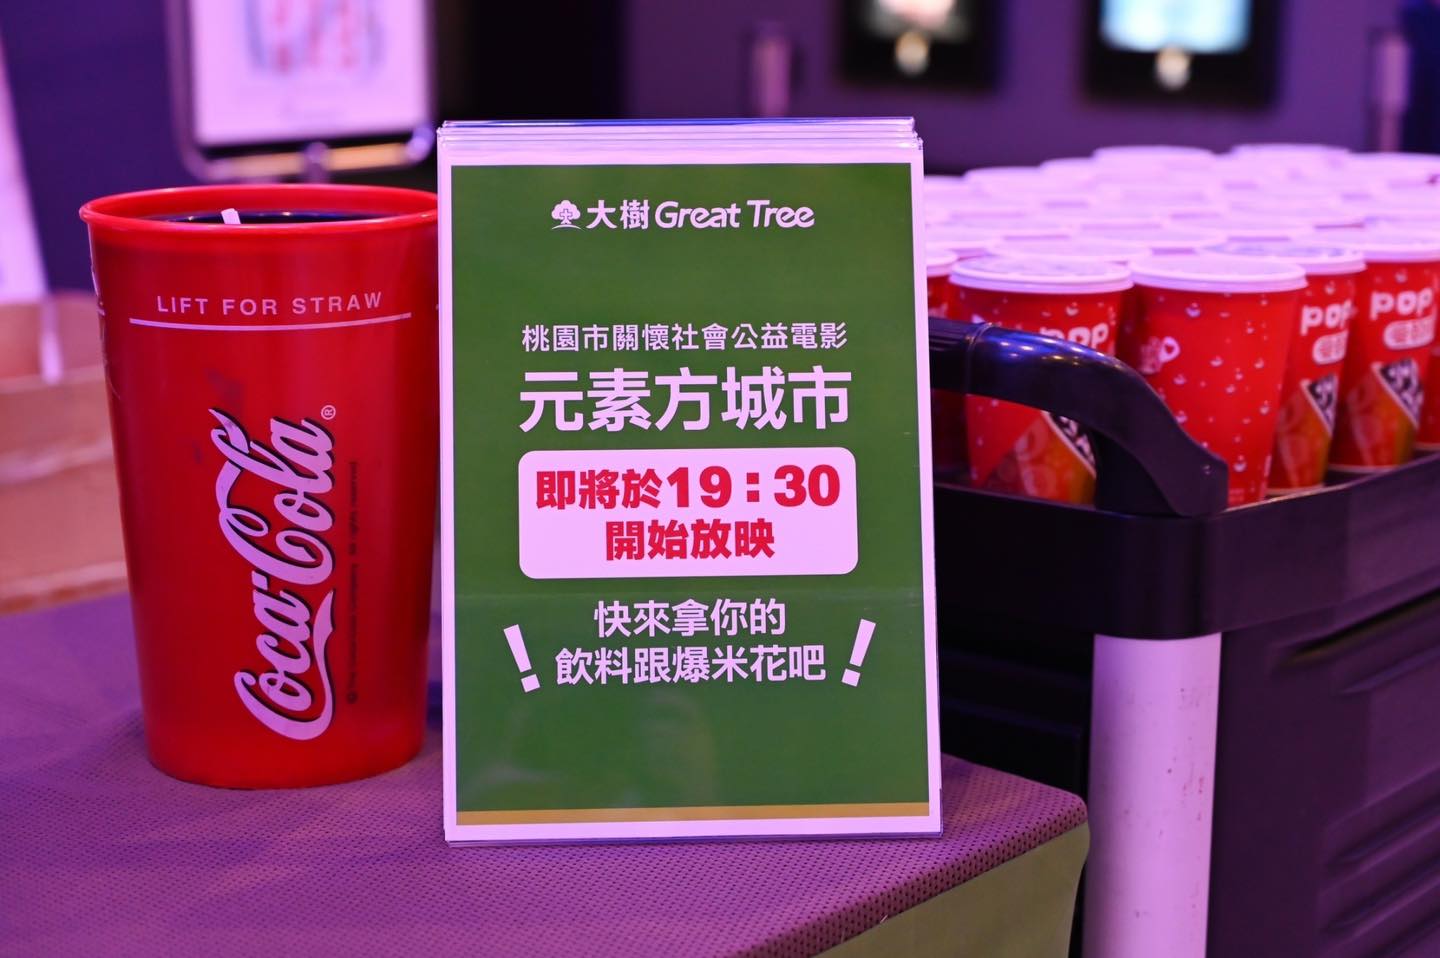 LIFT FOR STRAW
Coca-Cola®
大樹 Great Tree
桃園市關懷社會公益電影
元素方城市
即將於19：30
開始放映
快來拿你的
！飲料跟爆米花吧！
POP
POP
POP